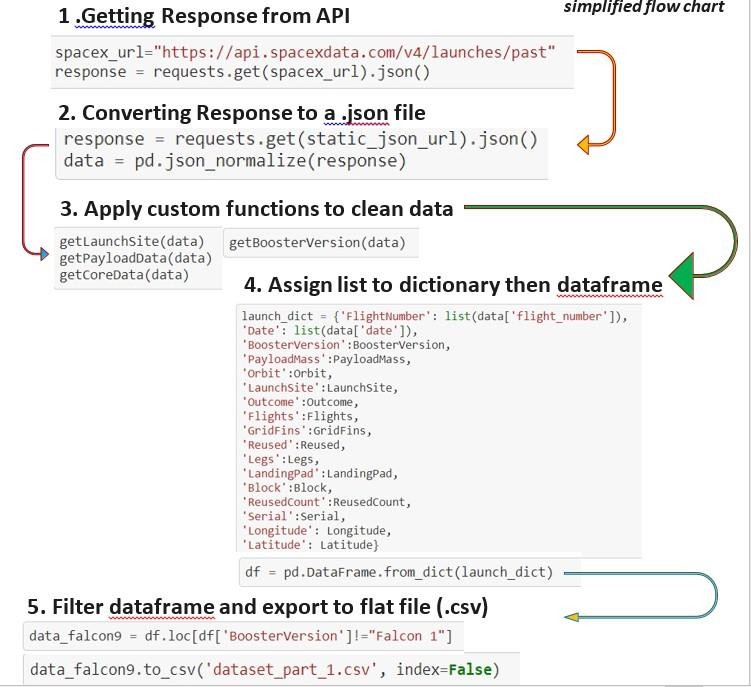 simplified flow chart
1 .Getting Response from API
spacex_url="https://api.spacexdata.com/v4/launches/past"
response = requests.get(spacex_url).json()
2. Converting Response to a .json file
response = requests.get(static_json_url).json()
data = pd.json_normalize(response)
3. Apply custom functions to clean data
getLaunchSite(data)
getPayloadData(data)
getCoreData(data)
getBoosterVersion(data)
4. Assign list to dictionary then dataframe
launch_dict = {'FlightNumber': list(data['flight_number']),
'Date': list(data['date']),
'BoosterVersion':BoosterVersion,
'PayloadMass':PayloadMass,
'Orbit':Orbit,
'LaunchSite':LaunchSite,
'Outcome':Outcome,
'Flights':Flights,
'GridFins':GridFins,
'Reused':Reused,
'Legs':Legs,
'LandingPad':LandingPad,
'Block':Block,
'ReusedCount':ReusedCount,
'Serial':Serial,
'Longitude': Longitude,
'Latitude': Latitude}
df = pd.DataFrame.from_dict(launch_dict)
5. Filter dataframe and export to flat file (.csv)
data_falcon9 = df.loc[df['BoosterVersion']!="Falcon 1"]
data_falcon9.to_csv('dataset_part_1.csv', index=False)